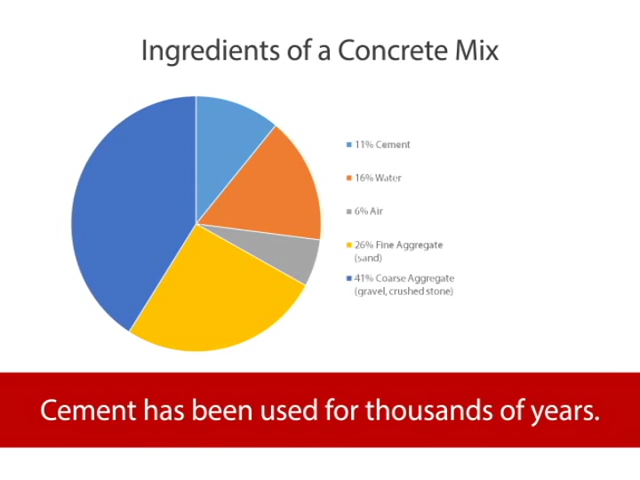 Ingredients of a Concrete Mix
11% Cement
16% Water
6% Air
26% Fine Aggregate
(sand)
41% Coarse Aggregate
(gravel, crushed stone)
Cement has been used for thousands of years.